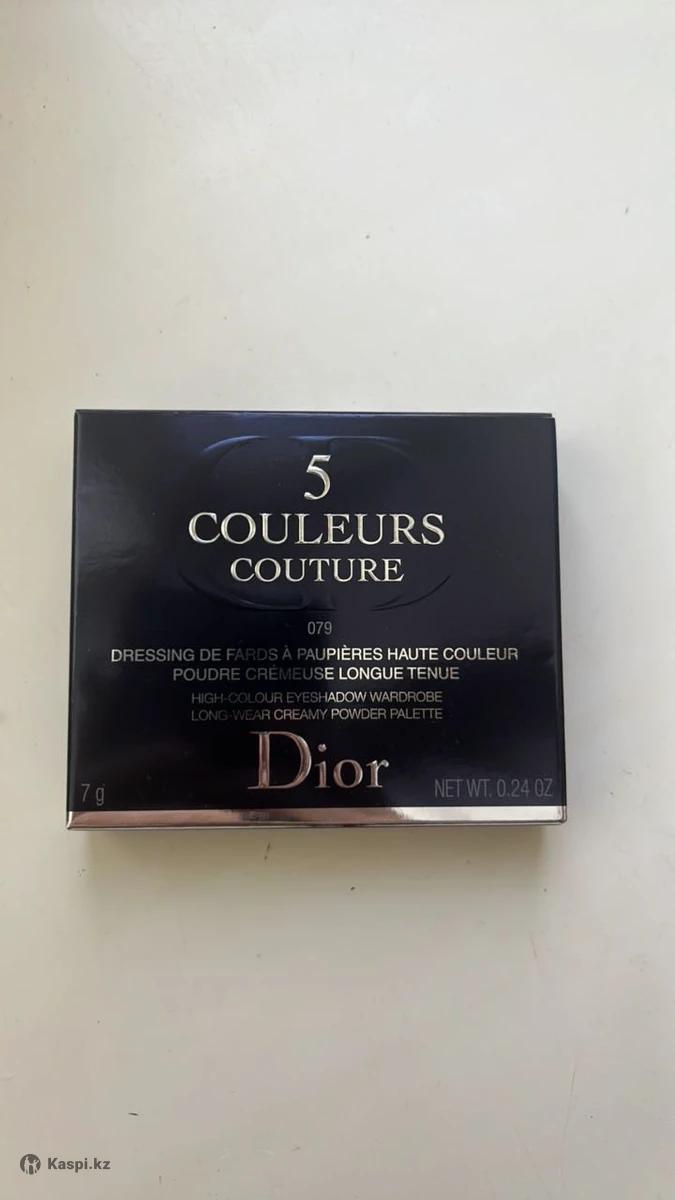 5
COULEURS
COUTURE
079
DRESSING DE FARDS À PAUPIÈRES HAUTE COULEUR
POUDRE CRÉMEUSE LONGUE TENUE
HIGH-COLOUR EYESHADOW WARDROBE
LONG-WEAR CREAMY POWDER PALETTE
Dior
7 g
NET WT. 0.24 OZ
Kaspi.kz